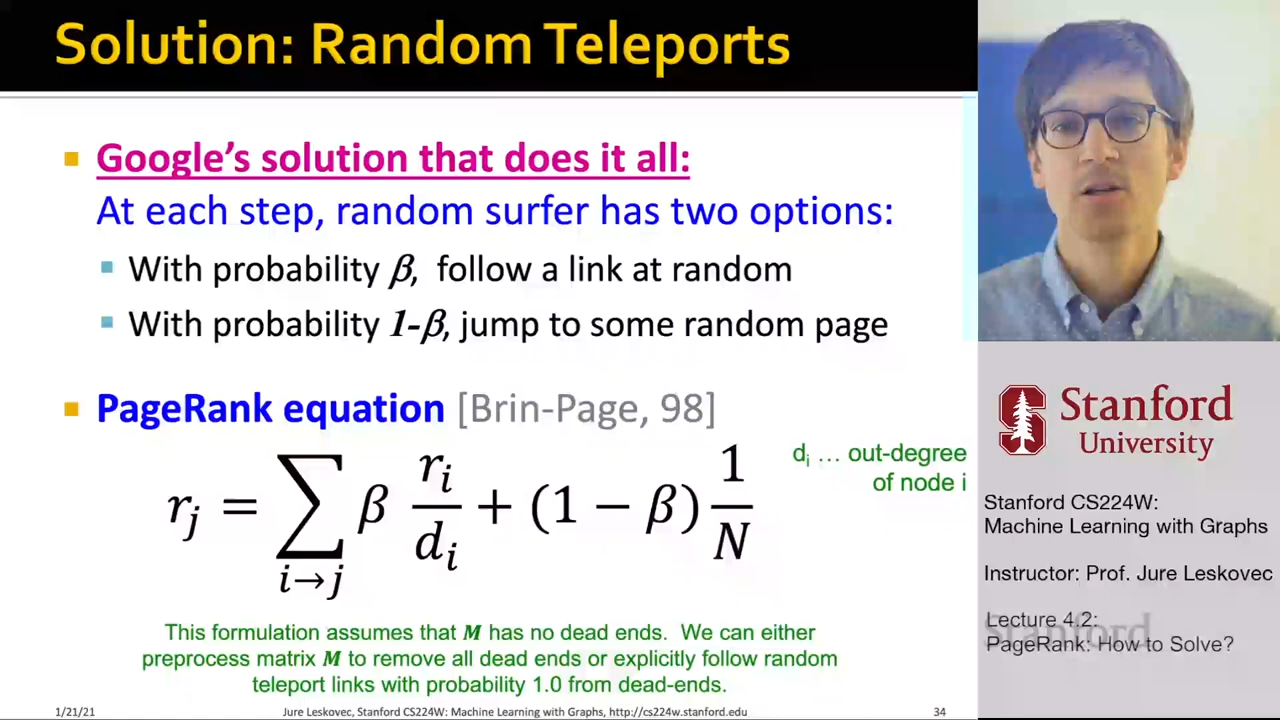 Solution: Random Teleports
Google's solution that does it all:
At each step, random surfer has two options:
With probability β, follow a link at random
With probability 1-β, jump to some random page
PageRank equation [Brin-Page, 98]
r_j = ∑_{i→j} β r_i/d_i + (1 − β) 1/N
d_i … out-degree
of node i
This formulation assumes that M has no dead ends. We can either
preprocess matrix M to remove all dead ends or explicitly follow random
teleport links with probability 1.0 from dead-ends.
1/21/21
Jure Leskovec, Stanford CS224W: Machine Learning with Graphs, http://cs224w.stanford.edu
34
Stanford
University
Stanford CS224W:
Machine Learning with Graphs
Instructor: Prof. Jure Leskovec
Lecture 4.2:
PageRank: How to Solve?
Stanford